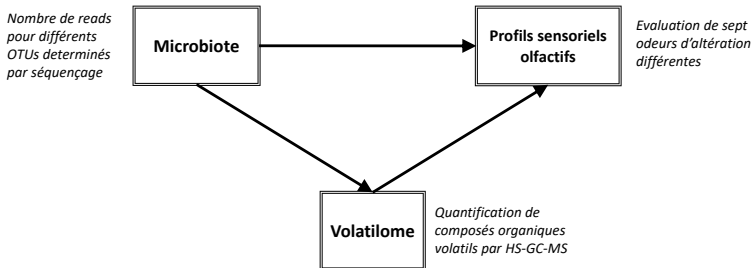 Nombre de reads
pour différents
OTUs determinés
par séquençage
Microbiote
Profils sensoriels
olfactifs
Evaluation de sept
odeurs d'altération
différentes
Volatilome
Quantification de
composés organiques
volatils par HS-GC-MS